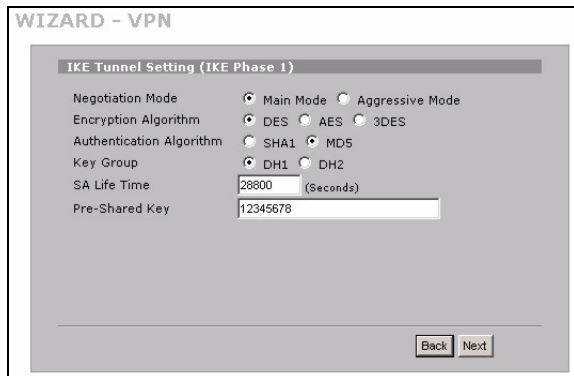 WIZARD - VPN
IKE Tunnel Setting (IKE Phase 1)
Negotiation Mode Main Mode Aggressive Mode
Encryption Algorithm DES AES 3DES
Authentication Algorithm SHA1 MD5
Key Group DH1 DH2
SA Life Time 28800 (Seconds)
Pre-Shared Key 12345678
Back Next